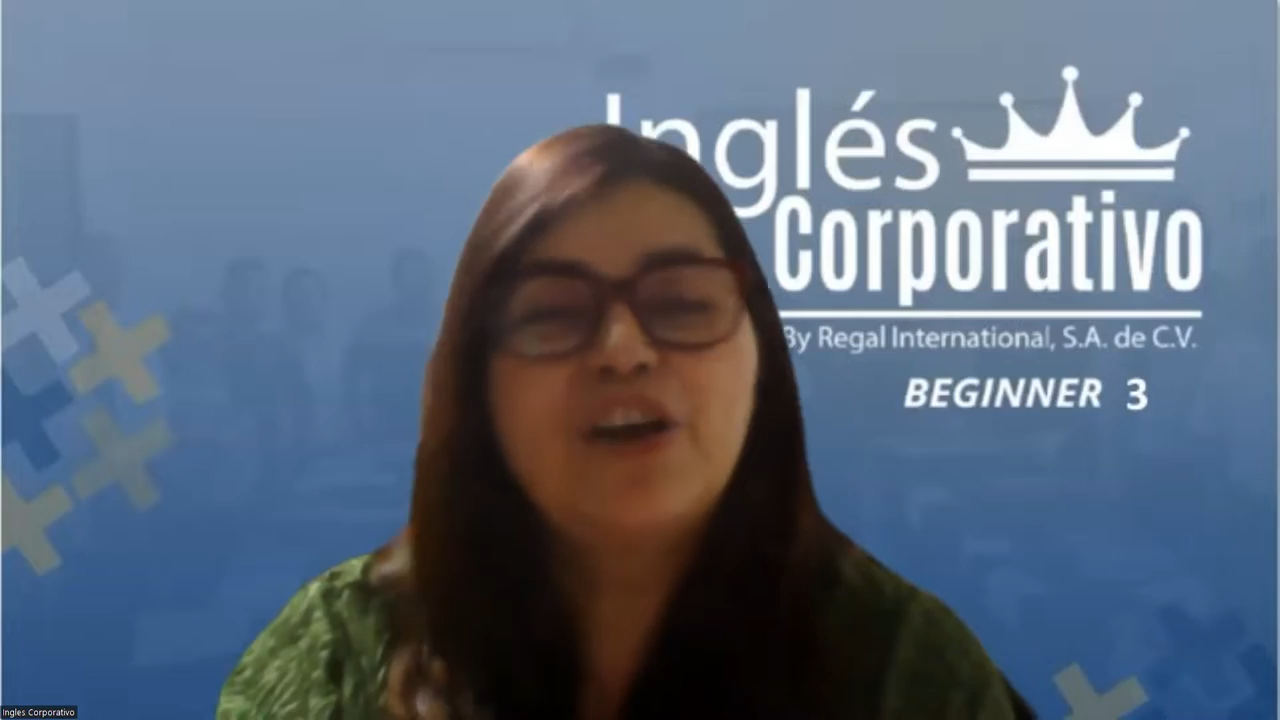 Inglés
Corporativo
By Regal International, S.A. de C.V.
BEGINNER 3
Ingles Corporativo